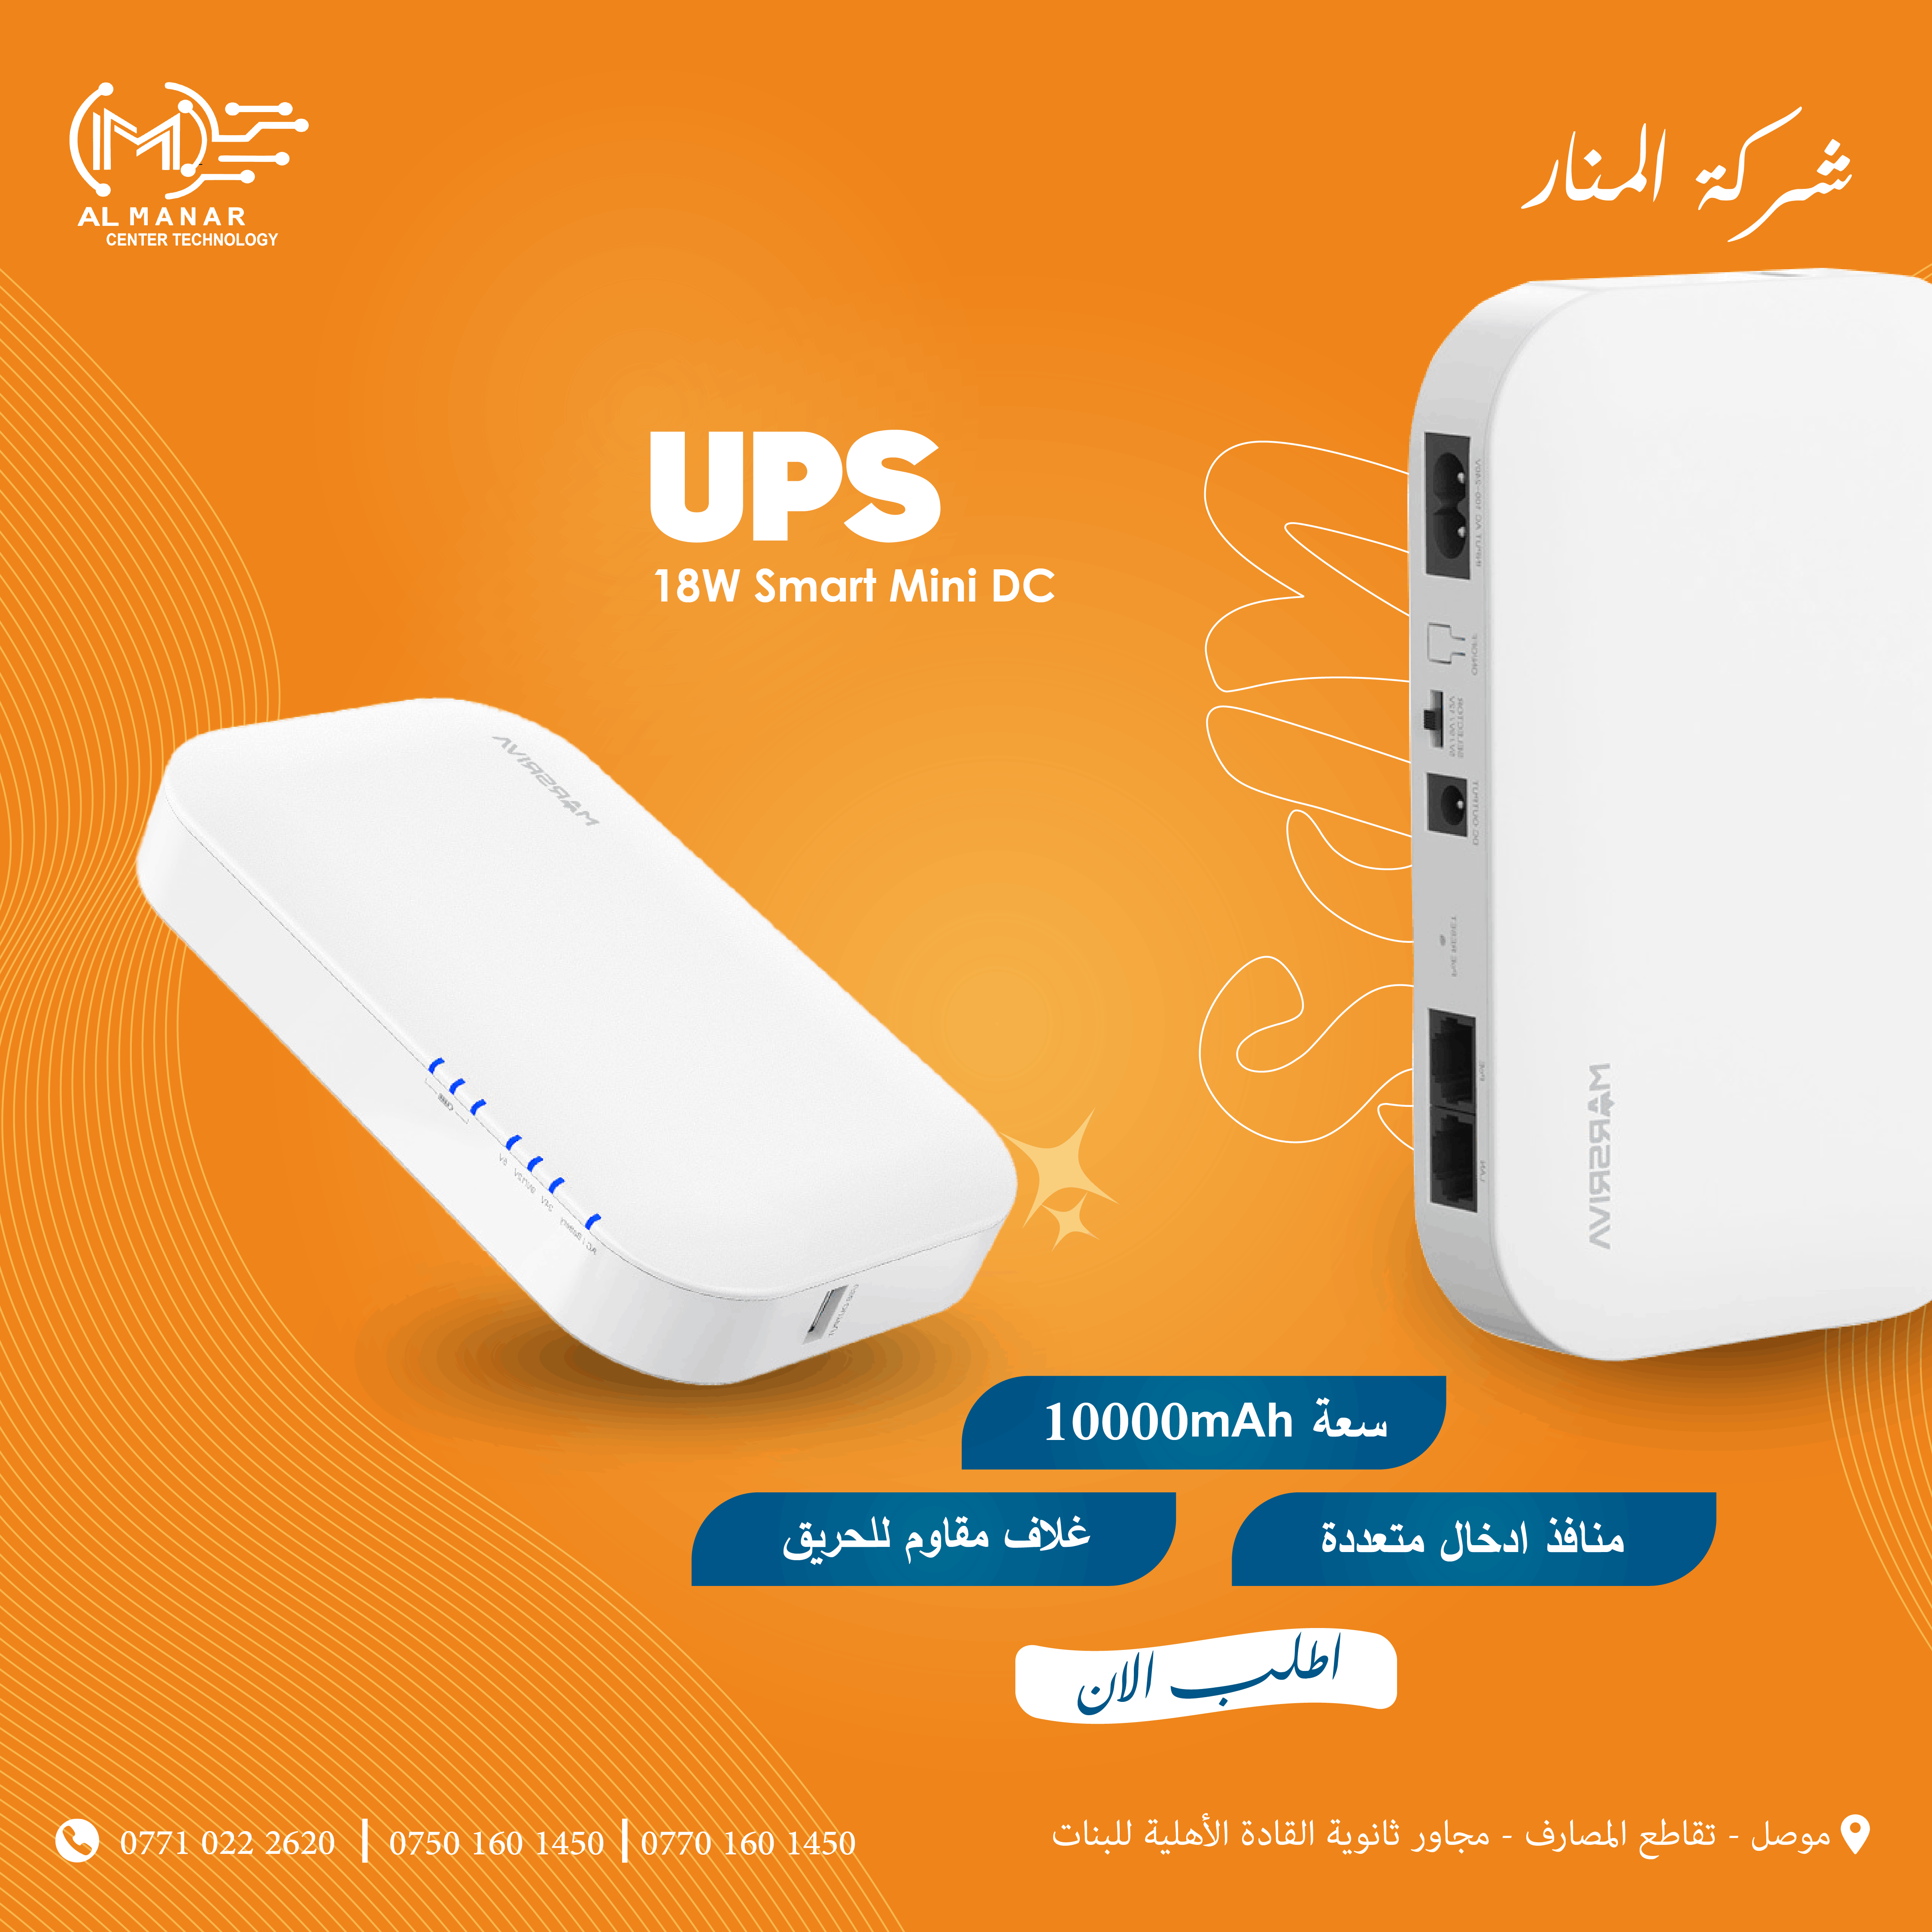 AL MANAR
CENTER TECHNOLOGY
شركة المنار
UPS
18W Smart Mini DC
MARSRIVA
MARSRIVA
سعة 10000mAh
منافذ ادخال متعددة
غلاف مقاوم للحريق
اطلب الان
موصل - تقاطع المصارف - مجاور ثانوية القادة الأهلية للبنات
0771 022 2620 | 0750 160 1450 | 0770 160 1450